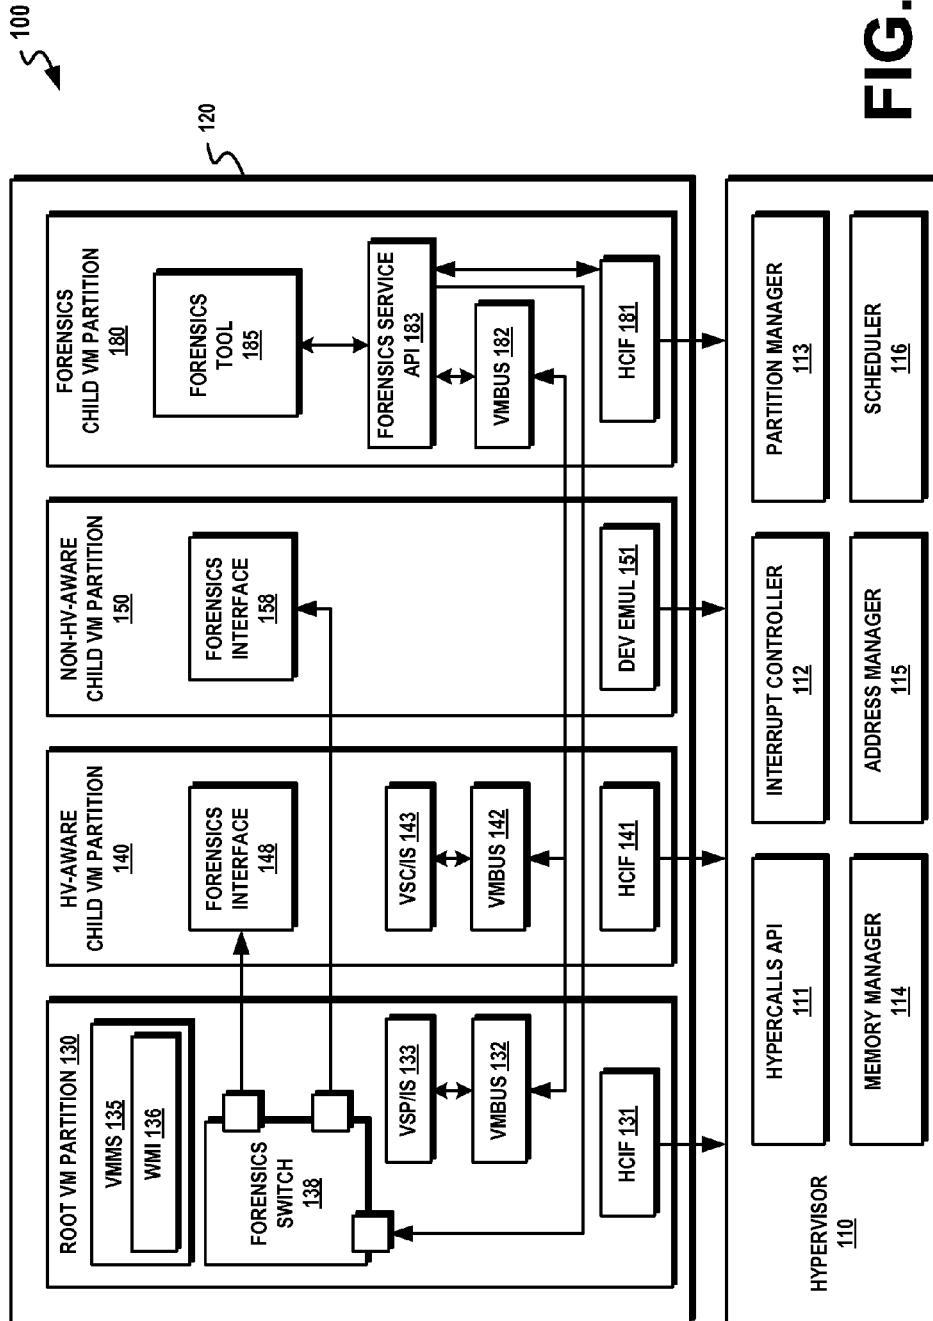 100
120
ROOT VM PARTITION 130
VMMS 135
WMI 136
FORENSICS
SWITCH
138
VSP/IS 133
VMBUS 132
HCIF 131
HV-AWARE
CHILD VM PARTITION
140
FORENSICS
INTERFACE
148
VSC/IS 143
VMBUS 142
HCIF 141
NON-HV-AWARE
CHILD VM PARTITION
150
FORENSICS
INTERFACE
158
DEV EMUL 151
FORENSICS
CHILD VM PARTITION
180
FORENSICS
TOOL
185
FORENSICS SERVICE
API 183
VMBUS 182
HCIF 181
HYPERVISOR
110
HYPERCALLS API
111
INTERRUPT CONTROLLER
112
PARTITION MANAGER
113
MEMORY MANAGER
114
ADDRESS MANAGER
115
SCHEDULER
116
FIG.